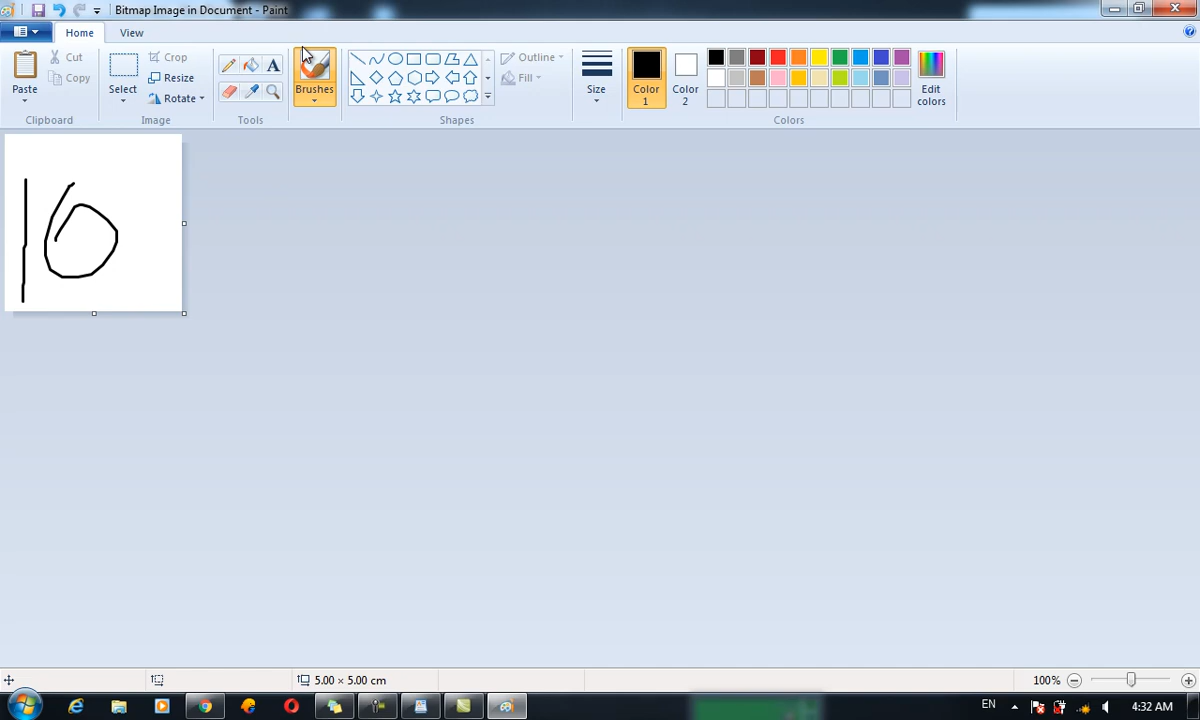 Bitmap Image in Document - Paint
Home View
Paste
Cut
Copy
Clipboard
Select
Crop
Resize
Rotate
Image
A
Tools
Brushes
Shapes
Outline
Fill
Size
Color 1
Color 2
Edit colors
Colors
16
5.00 × 5.00 cm
100%
EN
4:32 AM